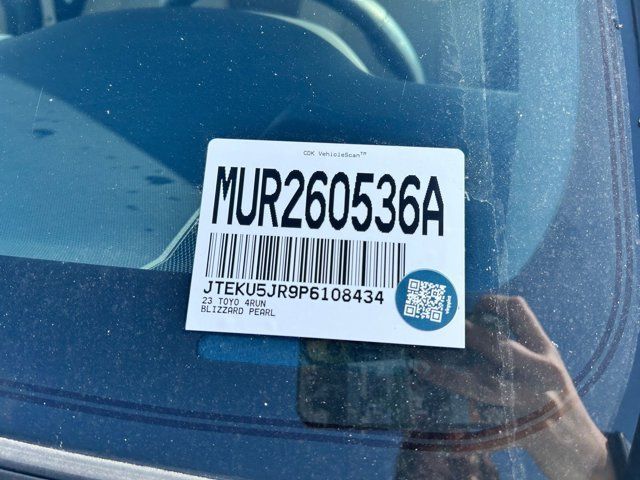 CDK VehicleScan™
MUR260536A
JTEKU5JR9P6108434
23 TOYO 4RUN
BLIZZARD PEARL